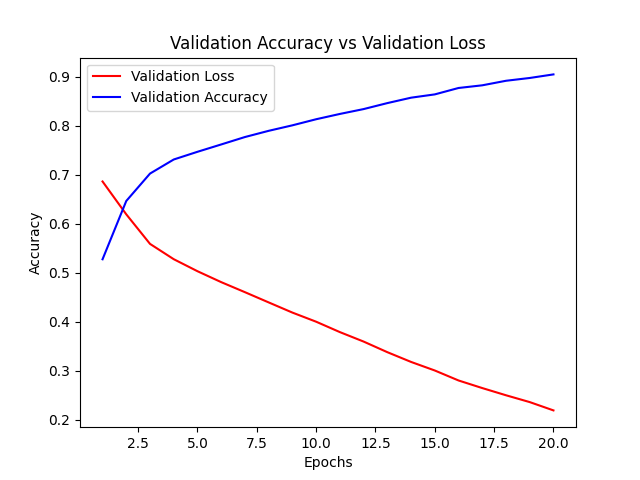 Validation Accuracy vs Validation Loss
Validation Loss
Validation Accuracy
Accuracy
0.9
0.8
0.7
0.6
0.5
0.4
0.3
0.2
2.5 5.0 7.5 10.0 12.5 15.0 17.5 20.0
Epochs